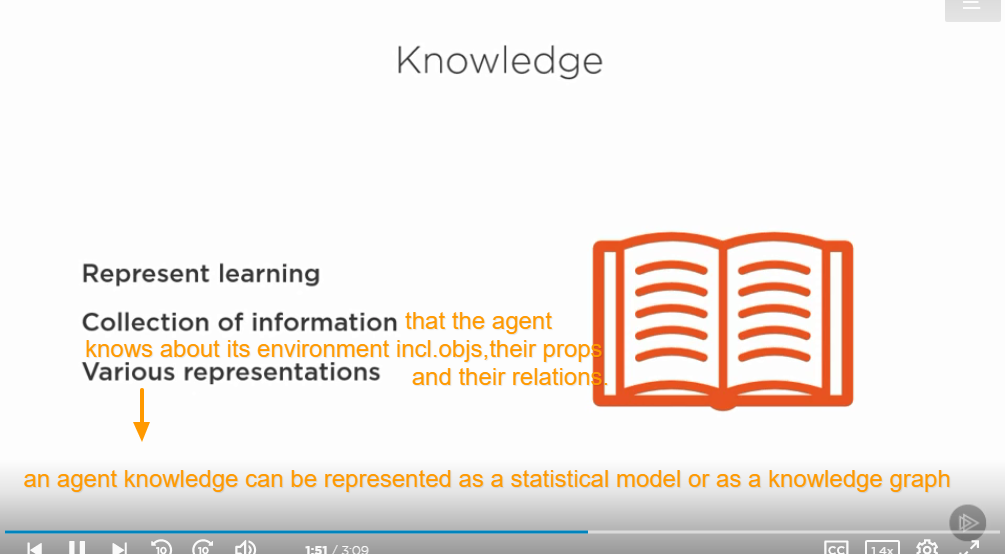 Knowledge
Represent learning
Collection of information that the agent
knows about its environment incl.objs,their props
Various representations and their relations.
an agent knowledge can be represented as a statistical model or as a knowledge graph
10 10 1:51 / 3:09 CC 1.4x